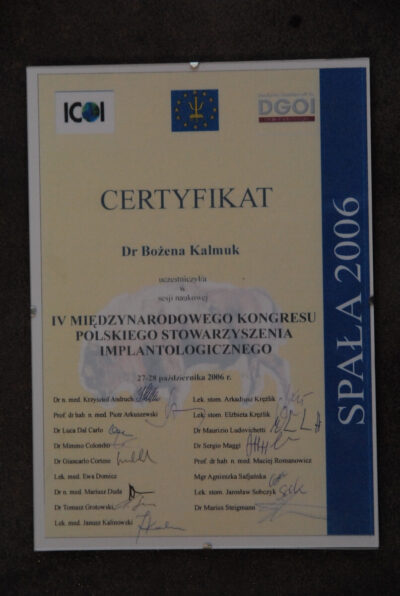 ICOI
DGOI
CERTYFIKAT
Dr Bożena Kalmuk
uczestniczył/a
w
sesji naukowej
IV MIĘDZYNARODOWEGO KONGRESU
POLSKIEGO STOWARZYSZENIA
IMPLANTOLOGICZNEGO
27-28 października 2006 r.
Dr n. med. Krzysztof Andruch
Prof. dr hab. n. med. Piotr Arkuszewski
Dr Luca Dal Carlo
Dr Mimmo Colombo
Dr Giancarlo Cortese
Lek. med. Ewa Domicz
Dr n. med. Mariusz Duda
Dr Tomasz Grotowski
Lek. med. Janusz Kalinowski
Lek. stom. Arkadiusz Krężlik
Lek. stom. Elżbieta Krężlik
Dr Maurizio Ludovichetti
Dr Sergio Maggi
Prof. dr hab. n. med. Maciej Romanowicz
Mgr Agnieszka Sadjańska
Lek. stom. Jarosław Sobczyk
Dr Marius Steigmann
SPAŁA 2006